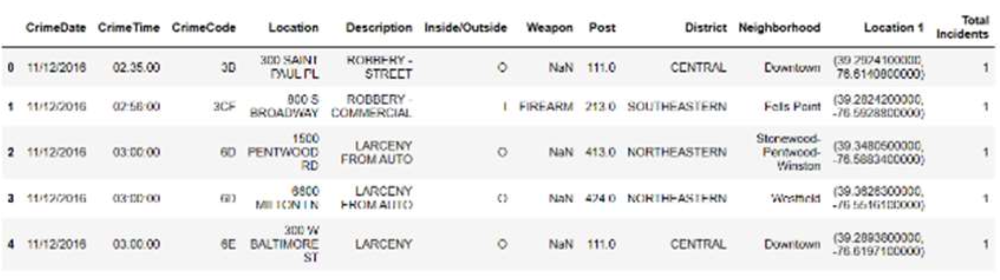 CrimeDate CrimeTime CrimeCode Location Description Inside/Outside Weapon Post District Neighborhood Location 1 Total Incidents
0 11/12/2016 02:35:00 3B 300 SAINT PAUL PL ROBBERY - STREET O NaN 111.0 CENTRAL Downtown (39.2924100000, -76.6140800000) 1
1 11/12/2016 02:56:00 3CF 800 S BROADWAY ROBBERY - COMMERCIAL I FIREARM 213.0 SOUTHEASTERN Fells Point (39.2824200000, -76.5928800000) 1
2 11/12/2016 03:00:00 6D 1500 PENTWOOD RD LARCENY FROM AUTO O NaN 413.0 NORTHEASTERN Stonewood-Pentwood-Winston (39.3480500000, -76.5883400000) 1
3 11/12/2016 03:00:00 6D 6600 MILTON LN LARCENY FROM AUTO O NaN 424.0 NORTHEASTERN Westfield (39.3626300000, -76.5516100000) 1
4 11/12/2016 03:00:00 6E 300 W BALTIMORE ST LARCENY O NaN 111.0 CENTRAL Downtown (39.2893800000, -76.6197100000) 1